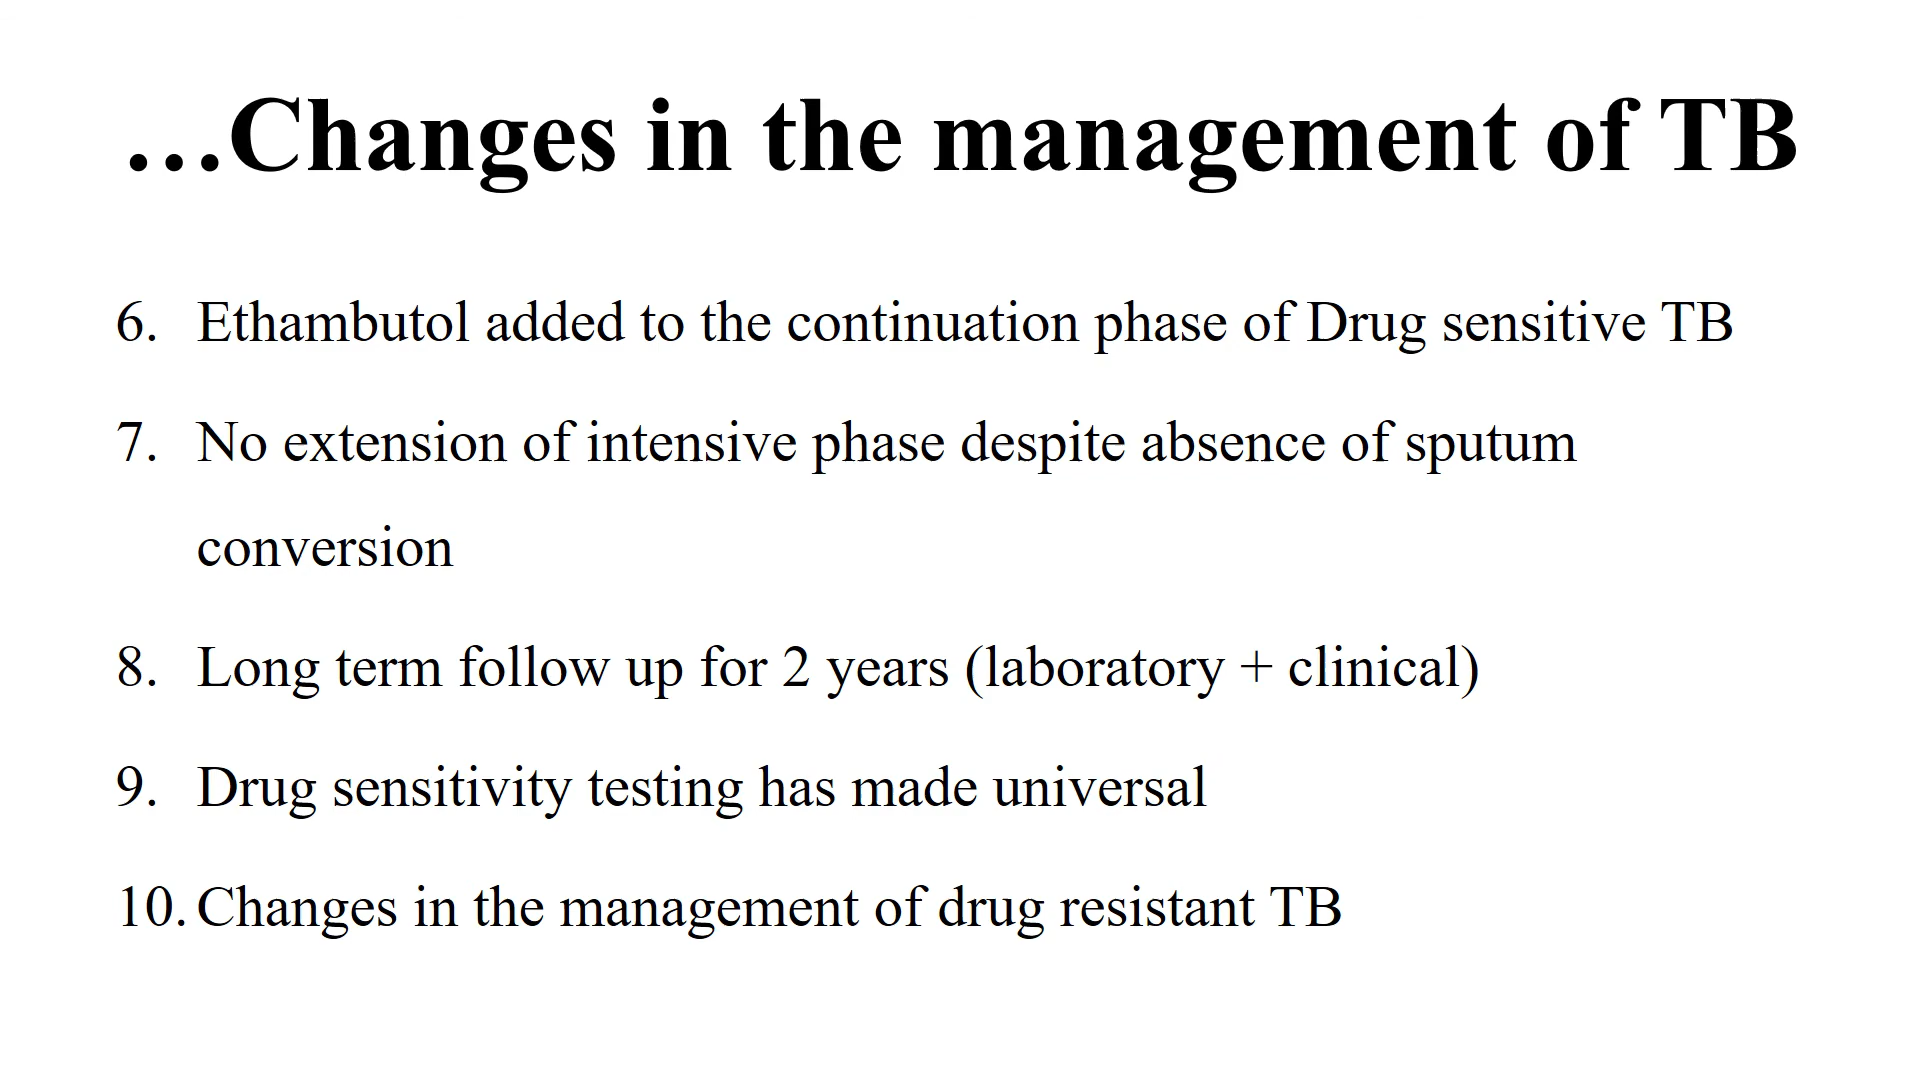 …Changes in the management of TB
6. Ethambutol added to the continuation phase of Drug sensitive TB
7. No extension of intensive phase despite absence of sputum
conversion
8. Long term follow up for 2 years (laboratory + clinical)
9. Drug sensitivity testing has made universal
10. Changes in the management of drug resistant TB